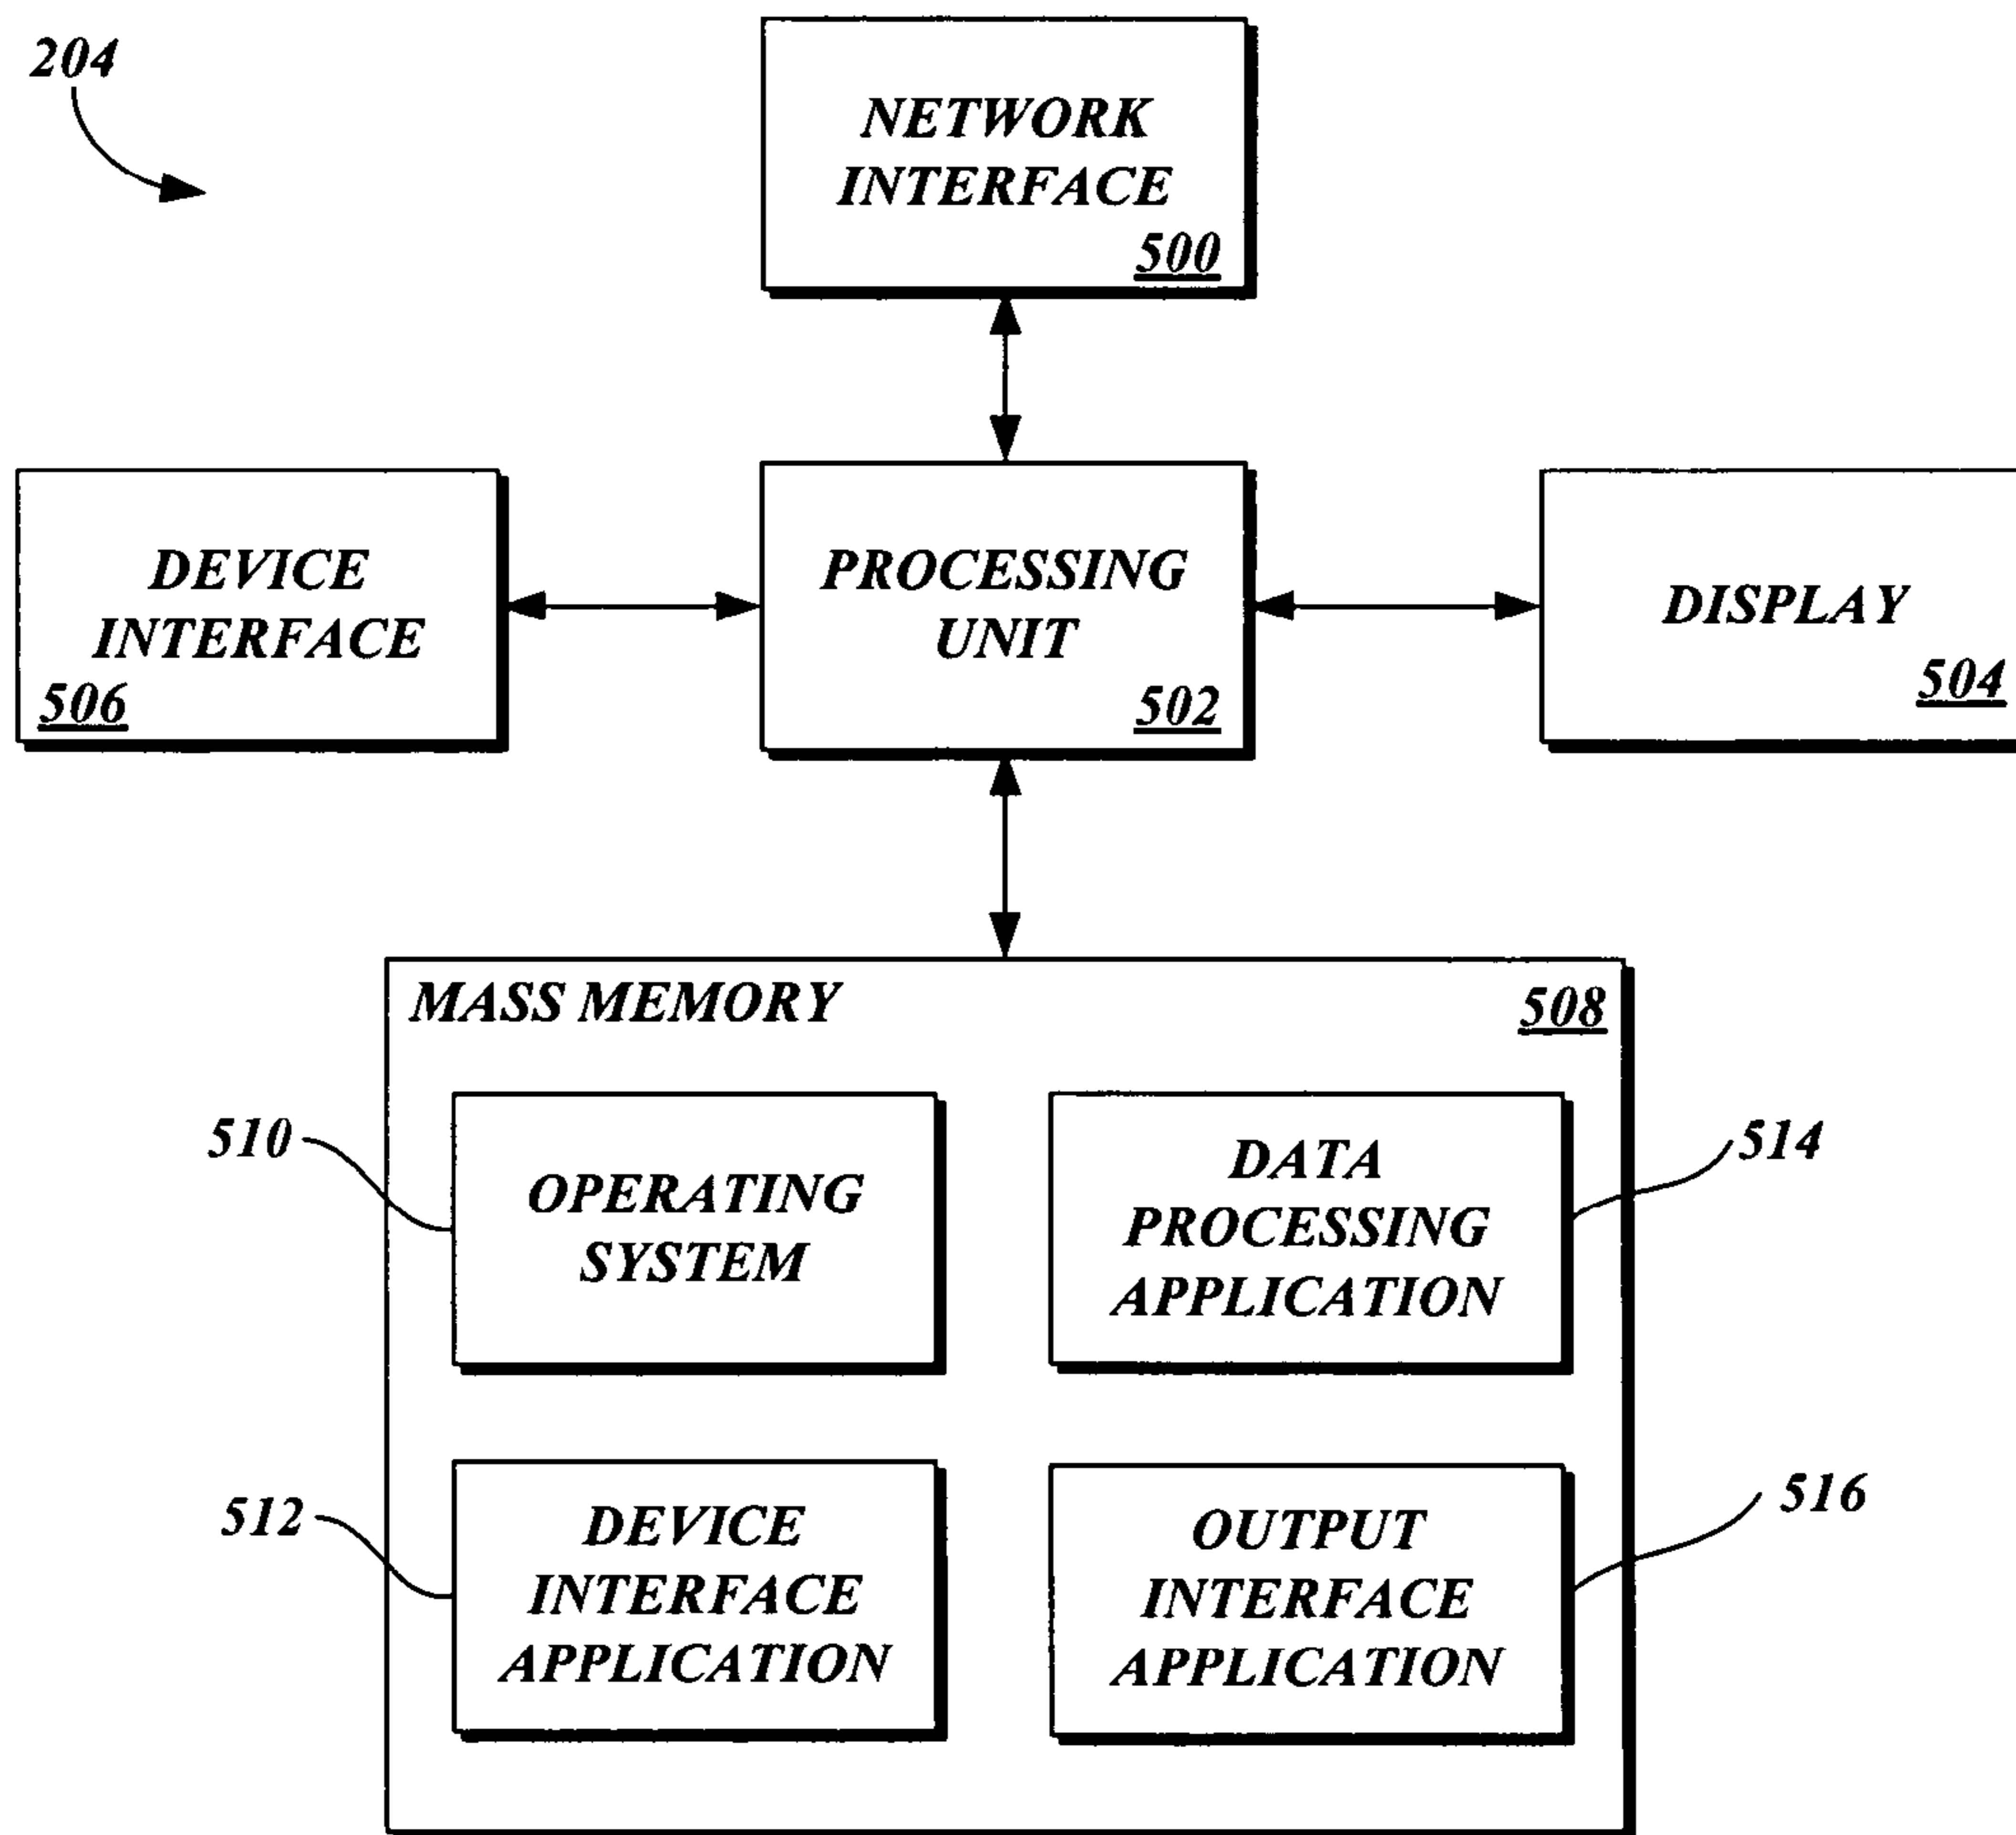 204
NETWORK
INTERFACE
500
DEVICE
INTERFACE
506
PROCESSING
UNIT
502
DISPLAY
504
MASS MEMORY
508
510
OPERATING
SYSTEM
DATA
PROCESSING
APPLICATION
514
512
DEVICE
INTERFACE
APPLICATION
OUTPUT
INTERFACE
APPLICATION
516